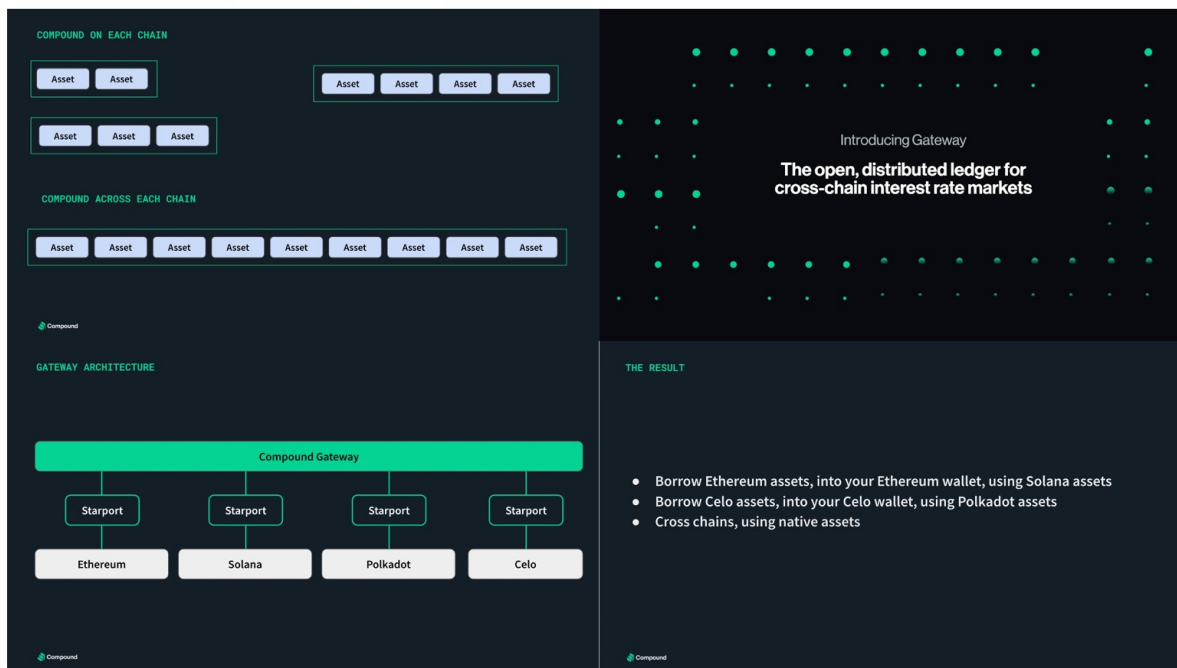 COMPOUND ON EACH CHAIN
Asset Asset
Asset Asset Asset Asset
Asset Asset Asset
COMPOUND ACROSS EACH CHAIN
Asset Asset Asset Asset Asset Asset Asset Asset Asset
Compound
Introducing Gateway
The open, distributed ledger for
cross-chain interest rate markets
GATEWAY ARCHITECTURE
Compound Gateway
Starport Starport Starport Starport
Ethereum Solana Polkadot Celo
Compound
THE RESULT
● Borrow Ethereum assets, into your Ethereum wallet, using Solana assets
● Borrow Celo assets, into your Celo wallet, using Polkadot assets
● Cross chains, using native assets
Compound